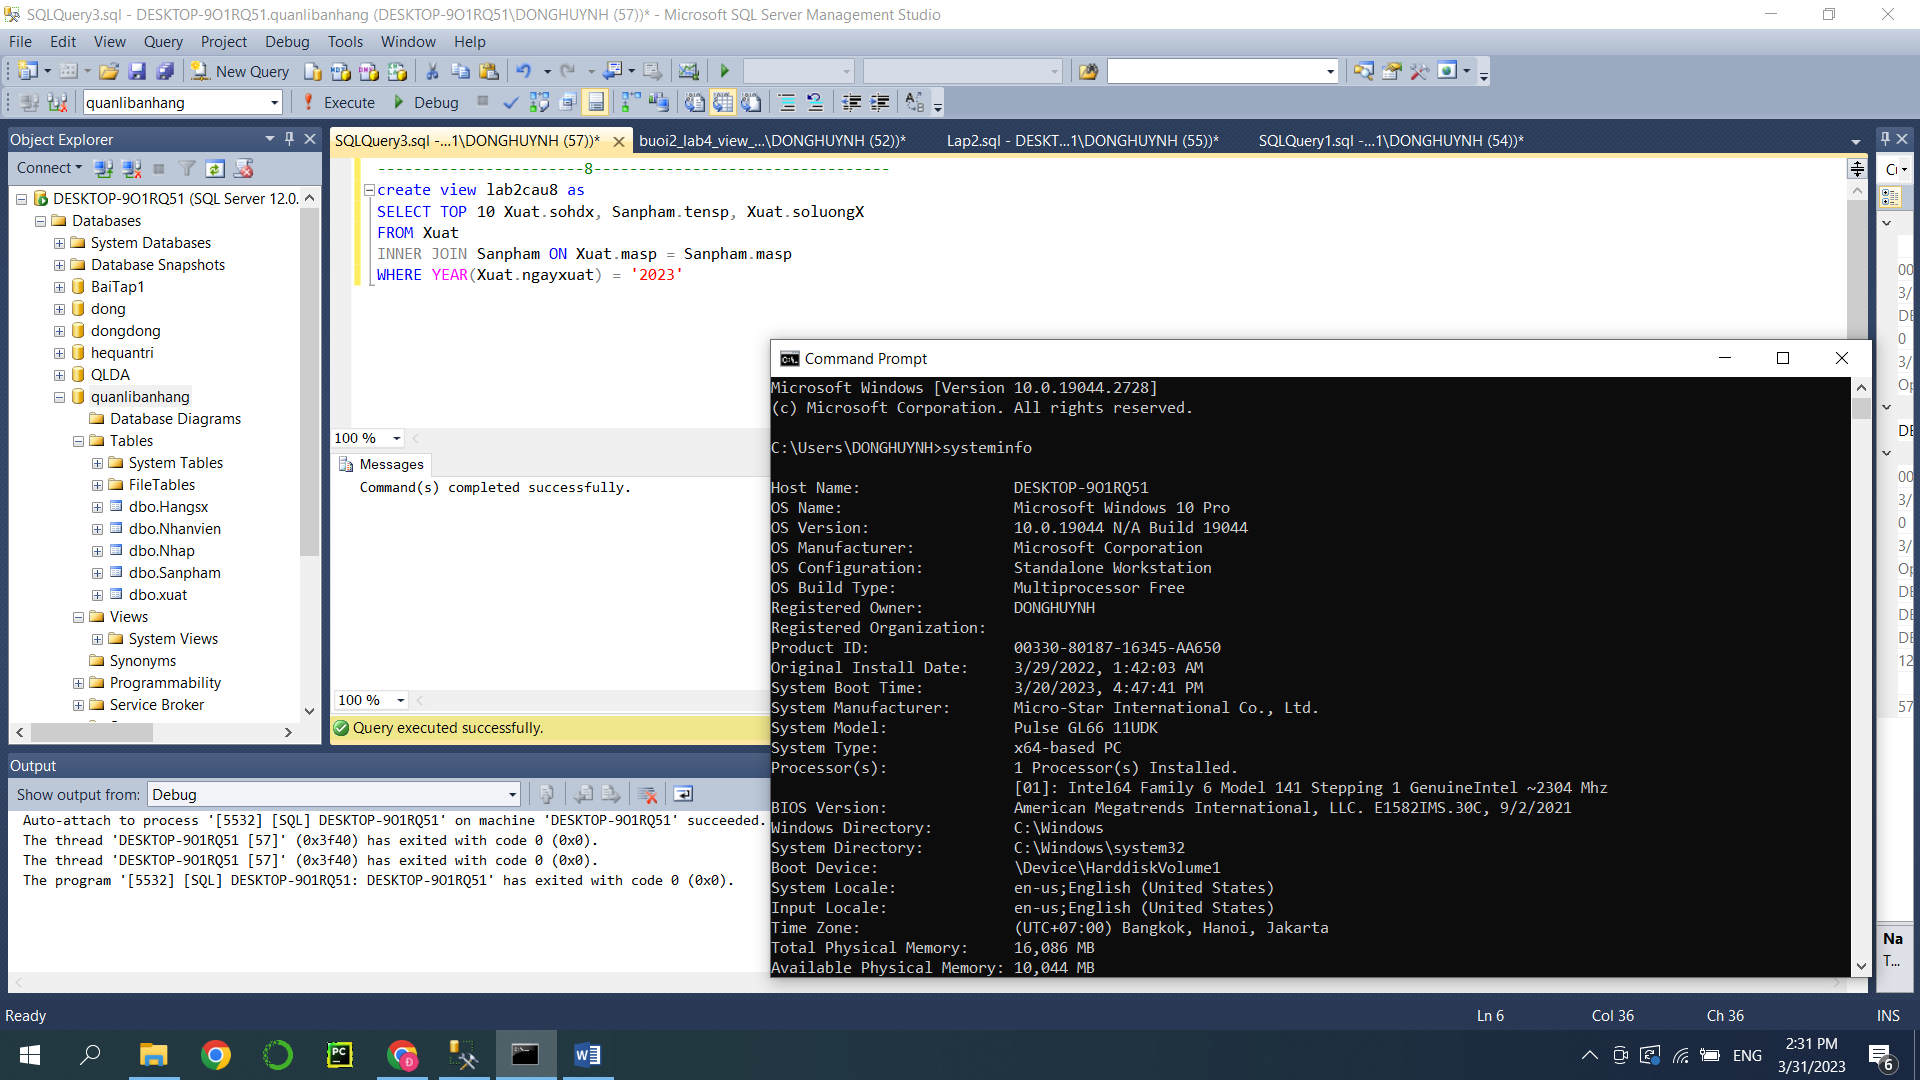 SQLQuery3.sql - DESKTOP-9O1RQ51.quanlibanhang (DESKTOP-9O1RQ51\DONGHUYNH (57))* - Microsoft SQL Server Management Studio
File Edit View Query Project Debug Tools Window Help
New Query
quanlibanhang Execute Debug
Object Explorer
Connect
DESKTOP-9O1RQ51 (SQL Server 12.0.
Databases
System Databases
Database Snapshots
BaiTap1
dong
dongdong
hequantri
QLDA
quanlibanhang
Database Diagrams
Tables
System Tables
FileTables
dbo.Hangsx
dbo.Nhanvien
dbo.Nhap
dbo.Sanpham
dbo.xuat
Views
System Views
Synonyms
Programmability
Service Broker
SQLQuery3.sql -...1\DONGHUYNH (57))* buoi2_lab4_view_...\DONGHUYNH (52))* Lap2.sql - DESKT...1\DONGHUYNH (55))* SQLQuery1.sql -...1\DONGHUYNH (54))*
-----------------------8---------------------------------
create view lab2cau8 as
SELECT TOP 10 Xuat.sohdx, Sanpham.tensp, Xuat.soluongX
FROM Xuat
INNER JOIN Sanpham ON Xuat.masp = Sanpham.masp
WHERE YEAR(Xuat.ngayxuat) = '2023'
100 %
Messages
Command(s) completed successfully.
100 %
Query executed successfully.
Command Prompt
Microsoft Windows [Version 10.0.19044.2728]
(c) Microsoft Corporation. All rights reserved.
C:\Users\DONGHUYNH>systeminfo
Host Name: DESKTOP-9O1RQ51
OS Name: Microsoft Windows 10 Pro
OS Version: 10.0.19044 N/A Build 19044
OS Manufacturer: Microsoft Corporation
OS Configuration: Standalone Workstation
OS Build Type: Multiprocessor Free
Registered Owner: DONGHUYNH
Registered Organization:
Product ID: 00330-80187-16345-AA650
Original Install Date: 3/29/2022, 1:42:03 AM
System Boot Time: 3/20/2023, 4:47:41 PM
System Manufacturer: Micro-Star International Co., Ltd.
System Model: Pulse GL66 11UDK
System Type: x64-based PC
Processor(s): 1 Processor(s) Installed.
[01]: Intel64 Family 6 Model 141 Stepping 1 GenuineIntel ~2304 Mhz
BIOS Version: American Megatrends International, LLC. E1582IMS.30C, 9/2/2021
Windows Directory: C:\Windows
System Directory: C:\Windows\system32
Boot Device: \Device\HarddiskVolume1
System Locale: en-us;English (United States)
Input Locale: en-us;English (United States)
Time Zone: (UTC+07:00) Bangkok, Hanoi, Jakarta
Total Physical Memory: 16,086 MB
Available Physical Memory: 10,044 MB
00
3/
DE
0
3/
Op
DE
00
3/
0
3/
Op
DE
DE
DE
12
57
Na
T...
Output
Show output from: Debug
Auto-attach to process '[5532] [SQL] DESKTOP-9O1RQ51' on machine 'DESKTOP-9O1RQ51' succeeded.
The thread 'DESKTOP-9O1RQ51 [57]' (0x3f40) has exited with code 0 (0x0).
The thread 'DESKTOP-9O1RQ51 [57]' (0x3f40) has exited with code 0 (0x0).
The program '[5532] [SQL] DESKTOP-9O1RQ51: DESKTOP-9O1RQ51' has exited with code 0 (0x0).
Ready Ln 6 Col 36 Ch 36 INS
ENG
2:31 PM
3/31/2023
6